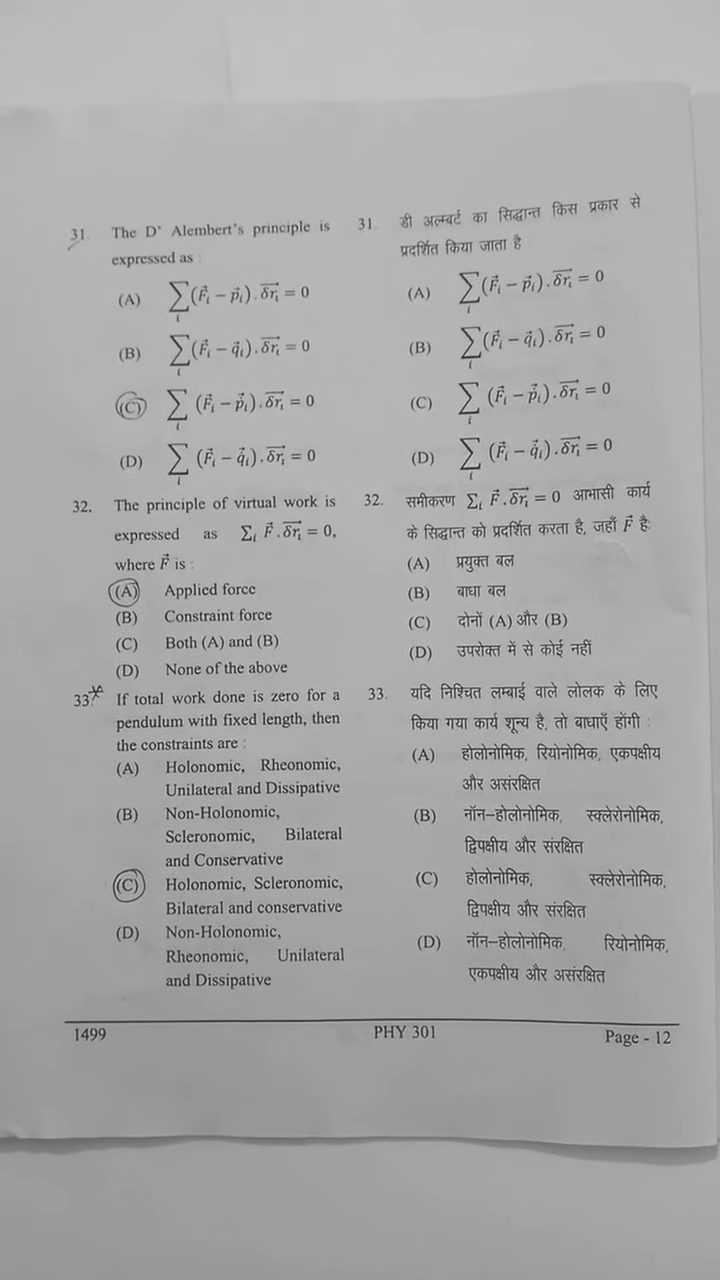 31. The D' Alembert's principle is
expressed as :
(A) ∑ᵢ(F⃗ᵢ − p⃗ᵢ).δr⃗ᵢ = 0
(B) ∑ᵢ(F⃗ᵢ − q⃗ᵢ).δr⃗ᵢ = 0
(C) ∑ᵢ (F⃗ᵢ − p⃗̇ᵢ).δr⃗ᵢ = 0
(D) ∑ᵢ (F⃗ᵢ − q⃗̇ᵢ).δr⃗ᵢ = 0
32. The principle of virtual work is
expressed as ∑ᵢ F⃗.δr⃗ᵢ = 0,
where F⃗ is :
(A) Applied force
(B) Constraint force
(C) Both (A) and (B)
(D) None of the above
33. If total work done is zero for a
pendulum with fixed length, then
the constraints are :
(A) Holonomic, Rheonomic,
Unilateral and Dissipative
(B) Non-Holonomic,
Scleronomic, Bilateral
and Conservative
(C) Holonomic, Scleronomic,
Bilateral and conservative
(D) Non-Holonomic,
Rheonomic, Unilateral
and Dissipative
31. डी अल्म्बर्ट का सिद्धान्त किस प्रकार से
प्रदर्शित किया जाता है
(A) ∑ᵢ(F⃗ᵢ − p⃗ᵢ).δr⃗ᵢ = 0
(B) ∑ᵢ(F⃗ᵢ − q⃗ᵢ).δr⃗ᵢ = 0
(C) ∑ᵢ (F⃗ᵢ − p⃗̇ᵢ).δr⃗ᵢ = 0
(D) ∑ᵢ (F⃗ᵢ − q⃗̇ᵢ).δr⃗ᵢ = 0
32. समीकरण ∑ᵢ F⃗.δr⃗ᵢ = 0 आभासी कार्य
के सिद्धान्त को प्रदर्शित करता है, जहाँ F⃗ है:
(A) प्रयुक्त बल
(B) बाधा बल
(C) दोनों (A) और (B)
(D) उपरोक्त में से कोई नहीं
33. यदि निश्चित लम्बाई वाले लोलक के लिए
किया गया कार्य शून्य है, तो बाधाएँ होंगी :
(A) होलोनोमिक, रियोनोमिक, एकपक्षीय
और असंरक्षित
(B) नॉन–होलोनोमिक, स्क्लेरोनोमिक,
द्विपक्षीय और संरक्षित
(C) होलोनोमिक, स्क्लेरोनोमिक,
द्विपक्षीय और संरक्षित
(D) नॉन–होलोनोमिक, रियोनोमिक,
एकपक्षीय और असंरक्षित
1499 PHY 301 Page - 12